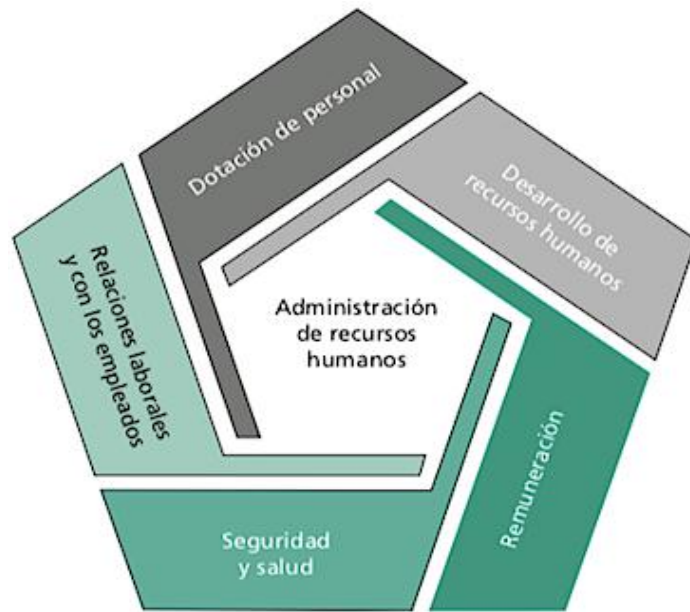 Dotación de personal
Desarrollo de
recursos humanos
Relaciones laborales
y con los empleados
Administración
de recursos
humanos
Remuneración
Seguridad
y salud